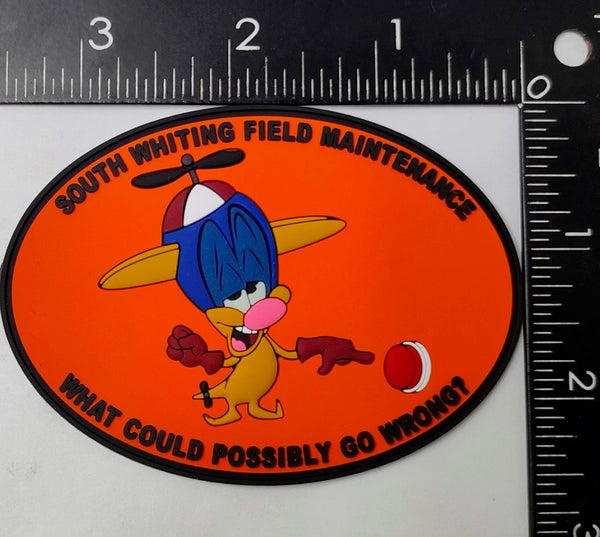 3 2 1 0
SOUTH WHITING FIELD MAINTENANCE
M
WHAT COULD POSSIBLY GO WRONG?
1
2
3